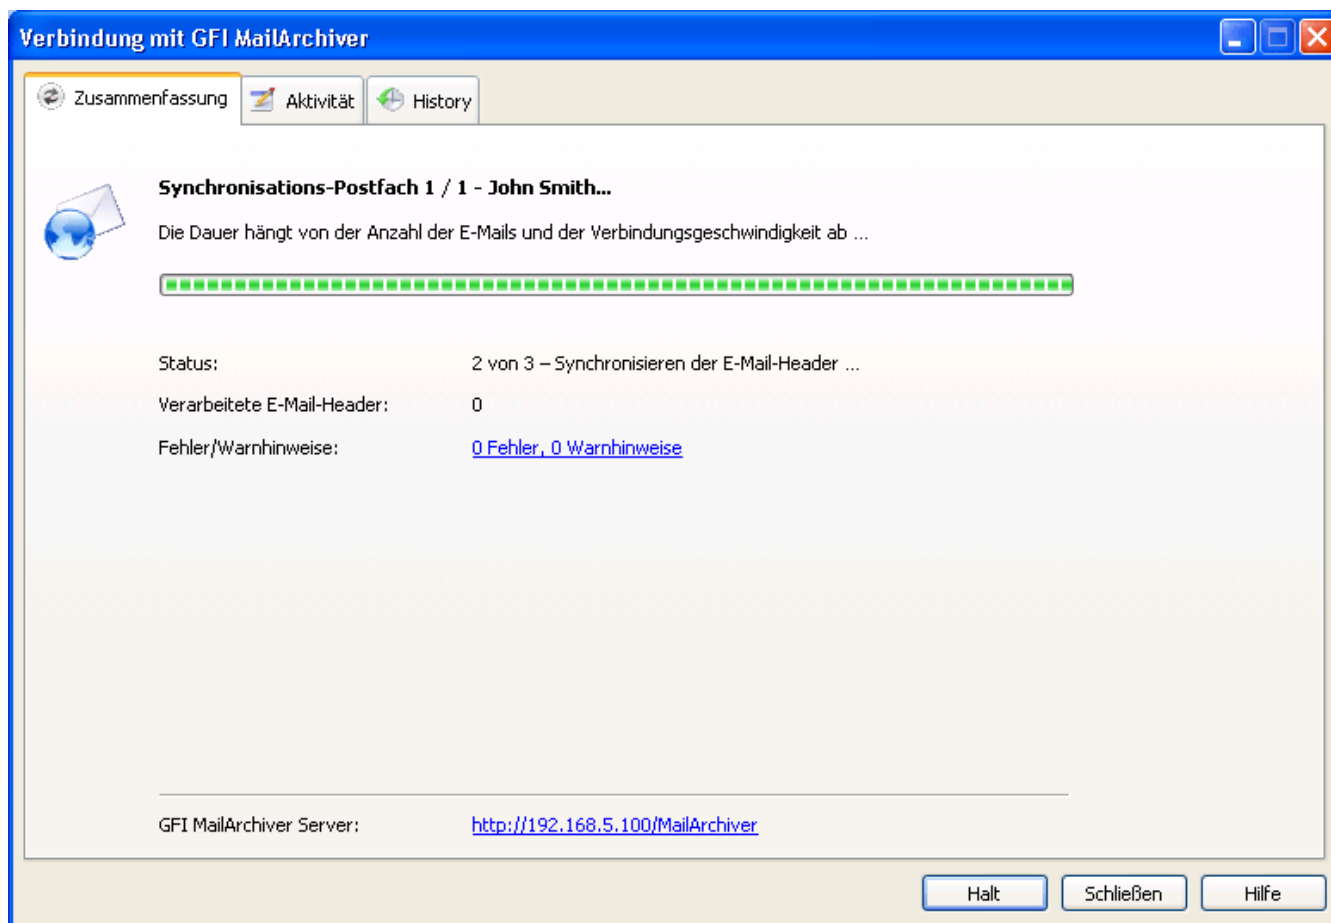 Verbindung mit GFI MailArchiver
Zusammenfassung Aktivität History
Synchronisations-Postfach 1 / 1 - John Smith...
Die Dauer hängt von der Anzahl der E-Mails und der Verbindungsgeschwindigkeit ab ...
Status: 2 von 3 – Synchronisieren der E-Mail-Header ...
Verarbeitete E-Mail-Header: 0
Fehler/Warnhinweise: 0 Fehler, 0 Warnhinweise
GFI MailArchiver Server: http://192.168.5.100/MailArchiver
Halt Schließen Hilfe